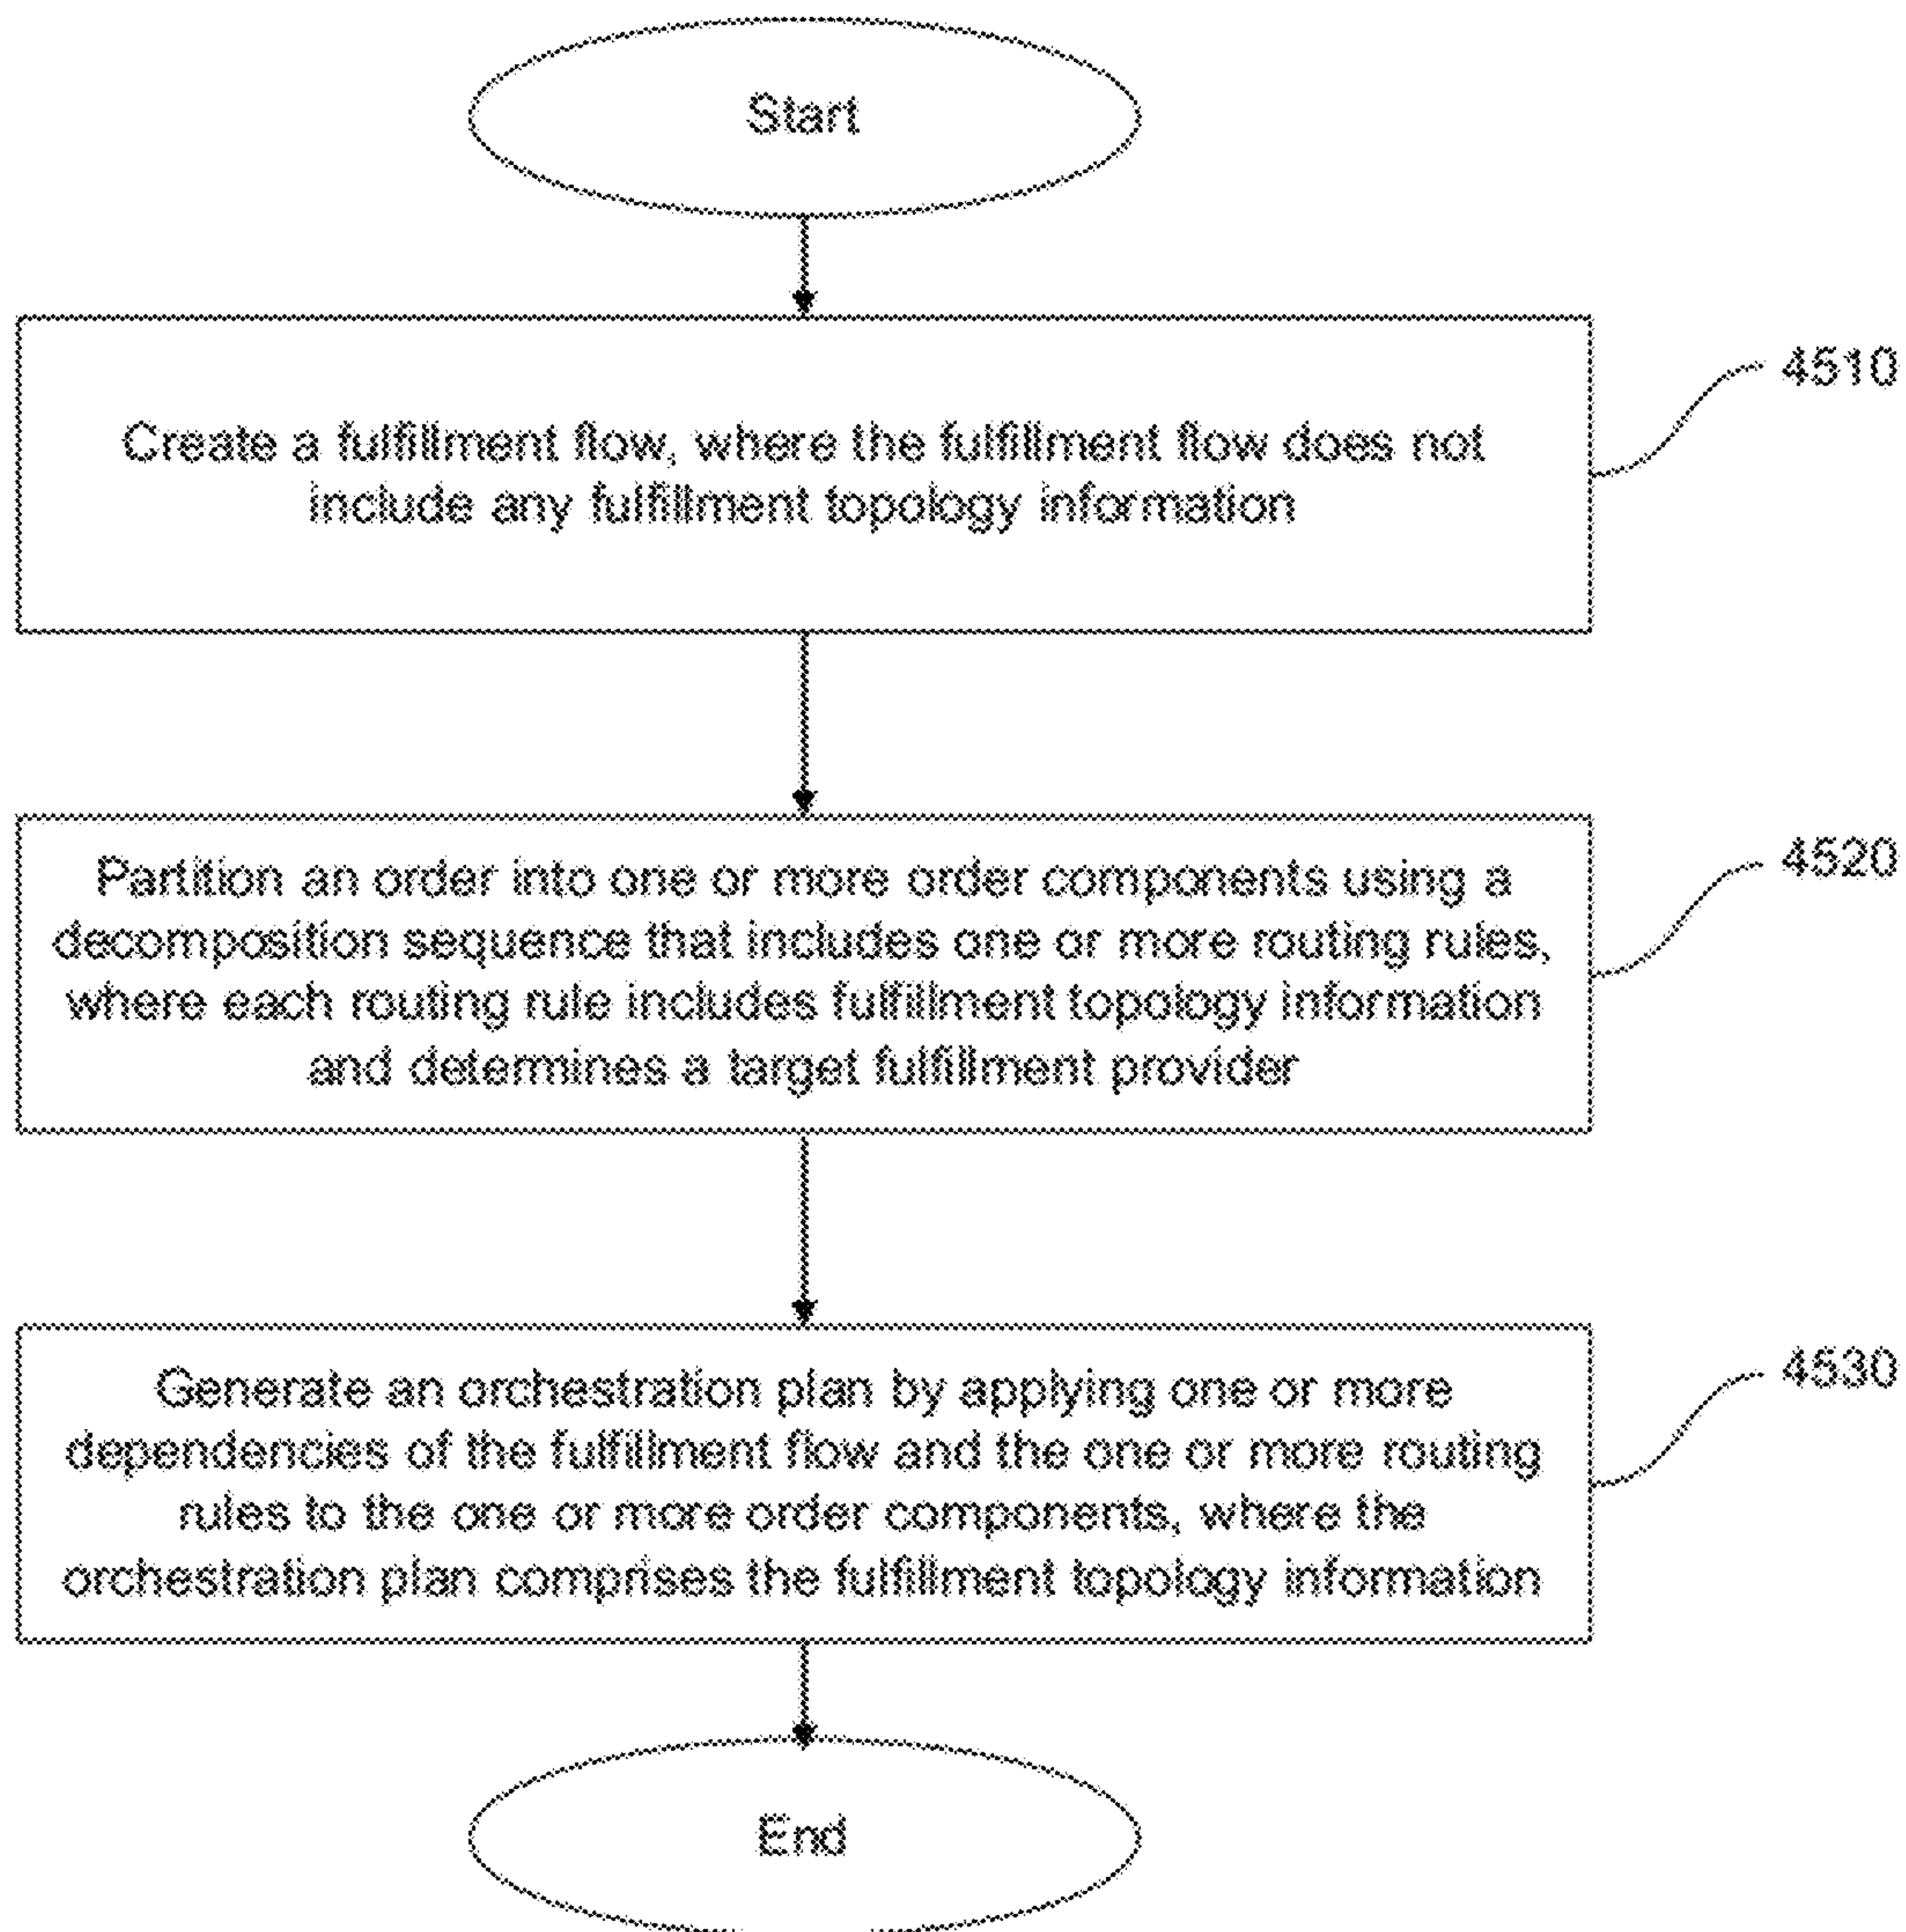 Start
4510
Create a fulfillment flow, where the fulfillment flow does not
include any fulfillment topology information
4520
Partition an order into one or more order components using a
decomposition sequence that includes one or more routing rules,
where each routing rule includes fulfillment topology information
and determines a target fulfillment provider
4530
Generate an orchestration plan by applying one or more
dependencies of the fulfillment flow and the one or more routing
rules to the one or more order components, where the
orchestration plan comprises the fulfillment topology information
End